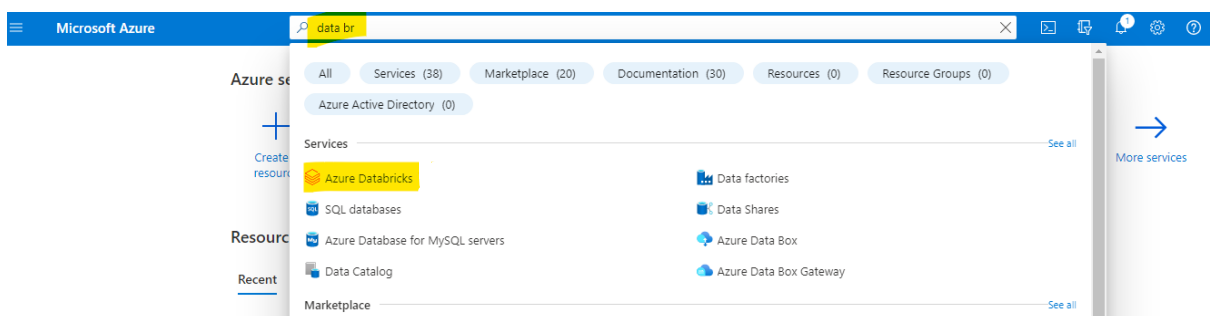 Microsoft Azure
data br
1
Azure se
All Services (38) Marketplace (20) Documentation (30) Resources (0) Resource Groups (0)
Azure Active Directory (0)
Services See all
Create
resourc
More services
Azure Databricks Data factories
SQL databases Data Shares
Resourc
Azure Database for MySQL servers Azure Data Box
Recent
Data Catalog Azure Data Box Gateway
Marketplace See all